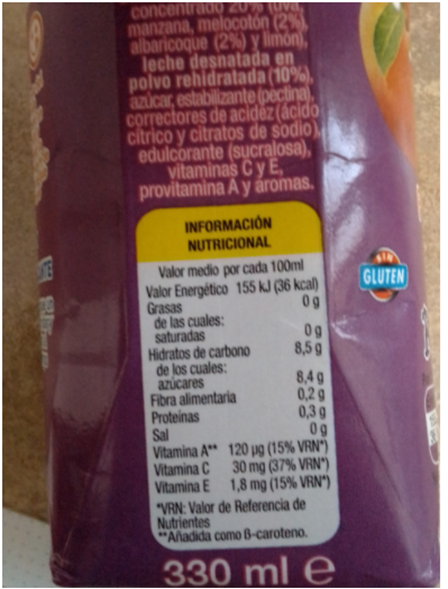 concentrado 20% (uva,
manzana, melocotón (2%),
albaricoque (2%) y limón),
leche desnatada en
polvo rehidratada (10%),
azúcar, estabilizante (pectina),
correctores de acidez (ácido
cítrico y citratos de sodio),
edulcorante (sucralosa),
vitaminas C y E,
provitamina A y aromas.
INFORMACIÓN
NUTRICIONAL
Valor medio por cada 100ml
Valor Energético 155 kJ (36 kcal)
Grasas 0 g
de las cuales:
saturadas 0 g
Hidratos de carbono 8,5 g
de los cuales:
azúcares 8,4 g
Fibra alimentaria 0,2 g
Proteínas 0,3 g
Sal 0 g
Vitamina A** 120 µg (15% VRN*)
Vitamina C 30 mg (37% VRN*)
Vitamina E 1,8 mg (15% VRN*)
*VRN: Valor de Referencia de
Nutrientes
**Añadida como ß-caroteno.
330 ml e
SIN
GLUTEN